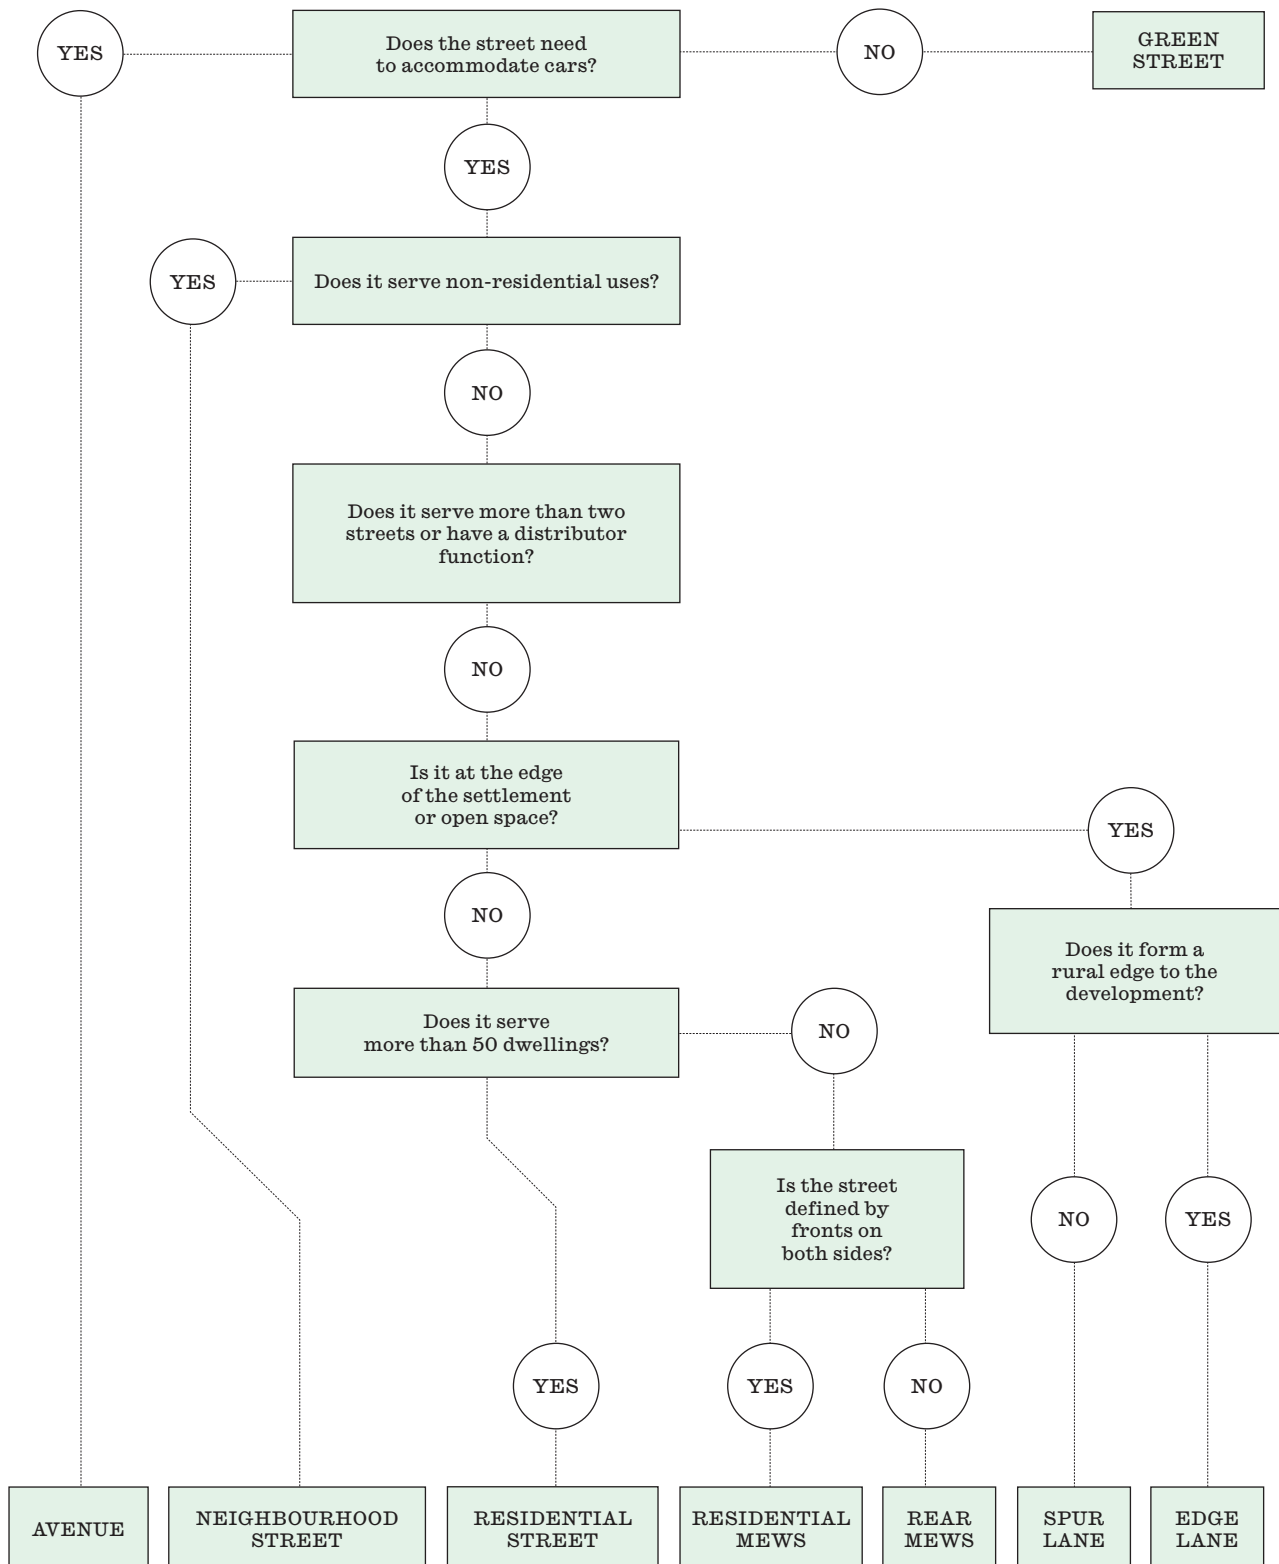 YES
Does the street need
to accommodate cars?
NO
GREEN
STREET
YES
YES
Does it serve non-residential uses?
NO
Does it serve more than two
streets or have a distributor
function?
NO
Is it at the edge
of the settlement
or open space?
YES
NO
Does it form a
rural edge to the
development?
Does it serve
more than 50 dwellings?
NO
Is the street
defined by
fronts on
both sides?
NO
YES
YES
YES
NO
AVENUE
NEIGHBOURHOOD
STREET
RESIDENTIAL
STREET
RESIDENTIAL
MEWS
REAR
MEWS
SPUR
LANE
EDGE
LANE